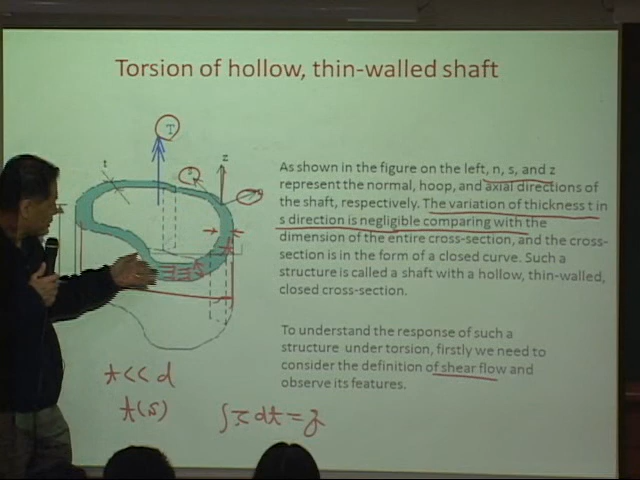 Torsion of hollow, thin-walled shaft
T
t
z
As shown in the figure on the left, n, s, and z
represent the normal, hoop, and axial directions of
the shaft, respectively. The variation of thickness t in
s direction is negligible comparing with the
dimension of the entire cross-section, and the cross-
section is in the form of a closed curve. Such a
structure is called a shaft with a hollow, thin-walled,
closed cross-section.
To understand the response of such a
structure under torsion, firstly we need to
consider the definition of shear flow and
observe its features.
t << d
t(s)
∫τ dt = q